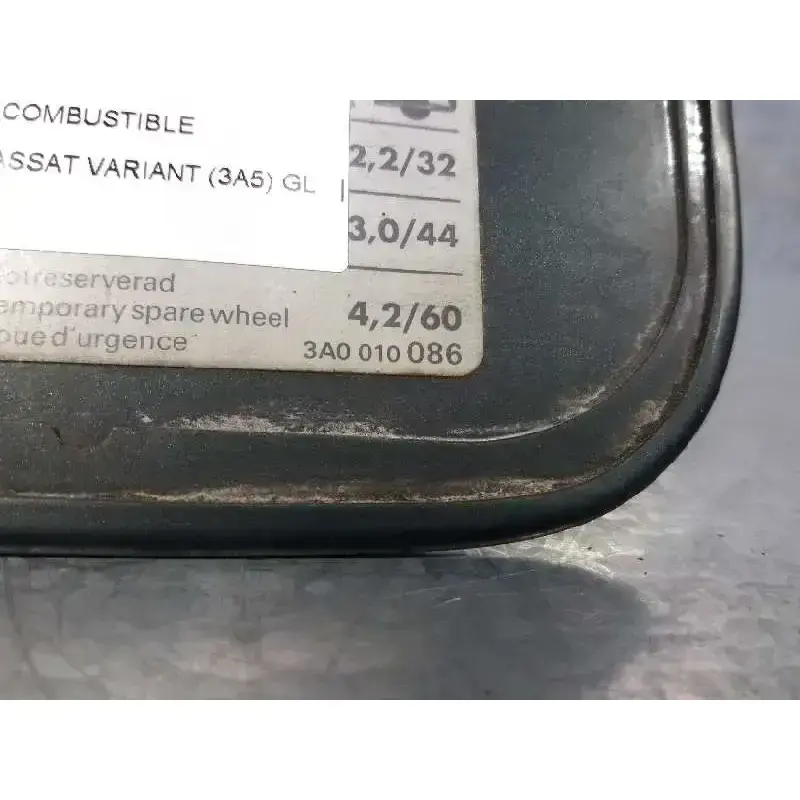 COMBUSTIBLE
ASSAT VARIANT (3A5) GL
2,2/32
3,0/44
otreserverad
emporary spare wheel 4,2/60
oue d'urgence 3A0 010 086